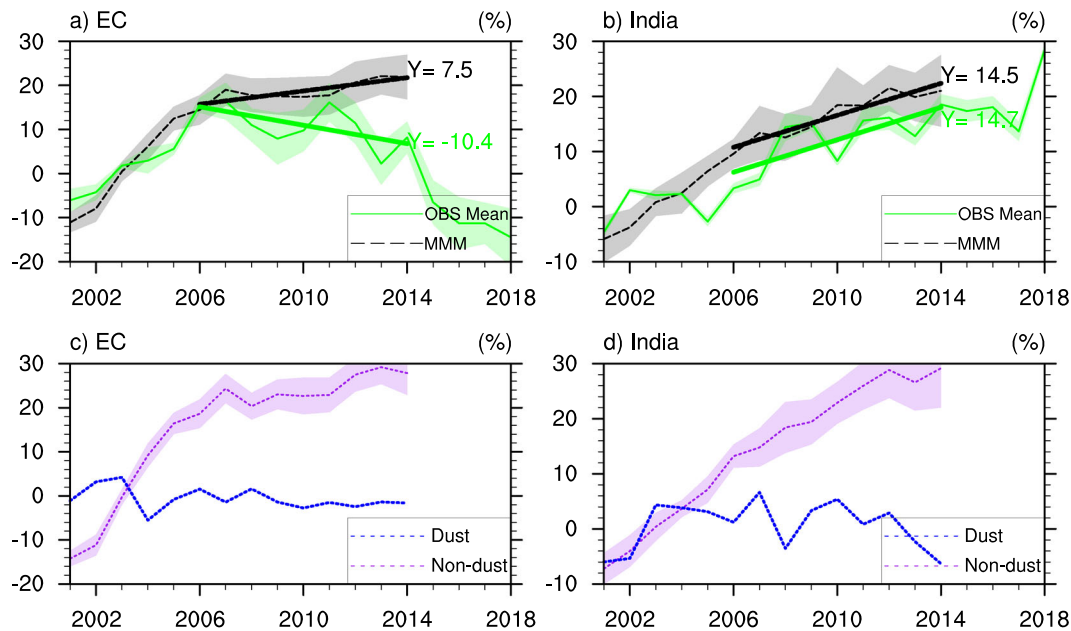 a) EC (%)
30
20
10
0
-10
-20
Y= 7.5
Y= -10.4
OBS Mean
MMM
2002 2006 2010 2014 2018
b) India (%)
30
20
10
0
-10
Y= 14.5
Y= 14.7
OBS Mean
MMM
2002 2006 2010 2014 2018
c) EC (%)
30
20
10
0
-10
-20
Dust
Non-dust
2002 2006 2010 2014 2018
d) India (%)
30
20
10
0
-10
Dust
Non-dust
2002 2006 2010 2014 2018